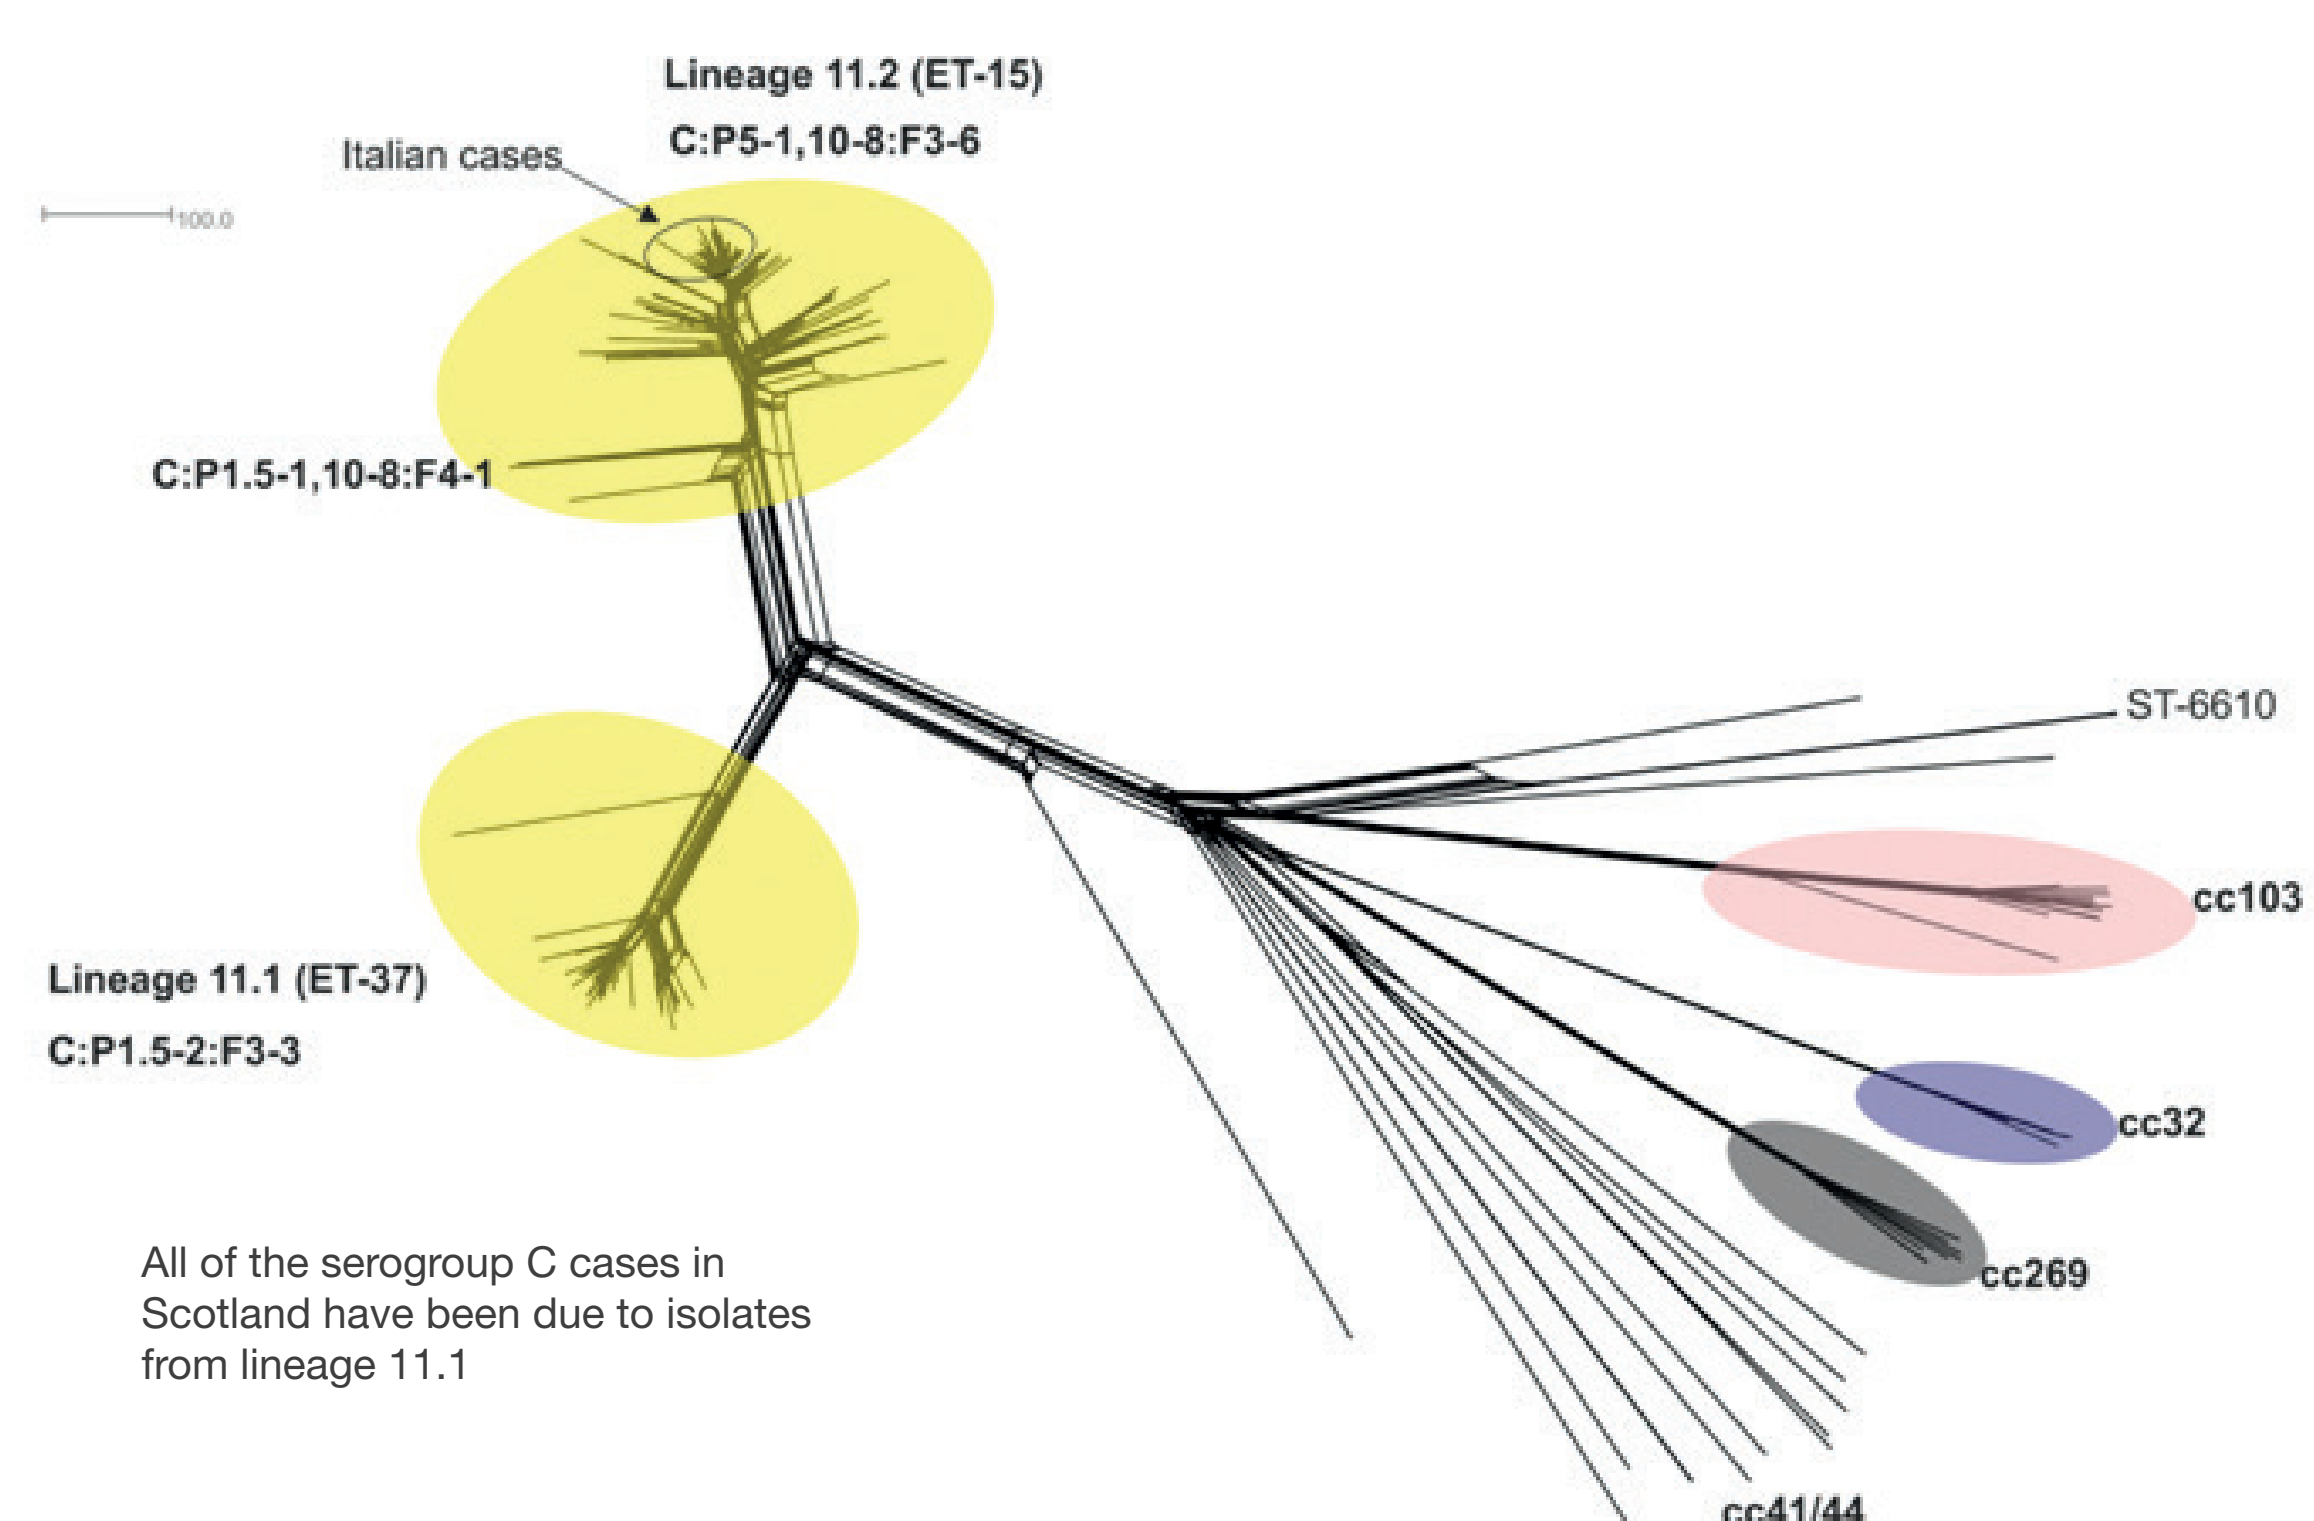 Lineage 11.2 (ET-15)
C:P5-1,10-8:F3-6
Italian cases
100.0
C:P1.5-1,10-8:F4-1
ST-6610
cc103
Lineage 11.1 (ET-37)
C:P1.5-2:F3-3
cc32
cc269
All of the serogroup C cases in
Scotland have been due to isolates
from lineage 11.1
cc41/44